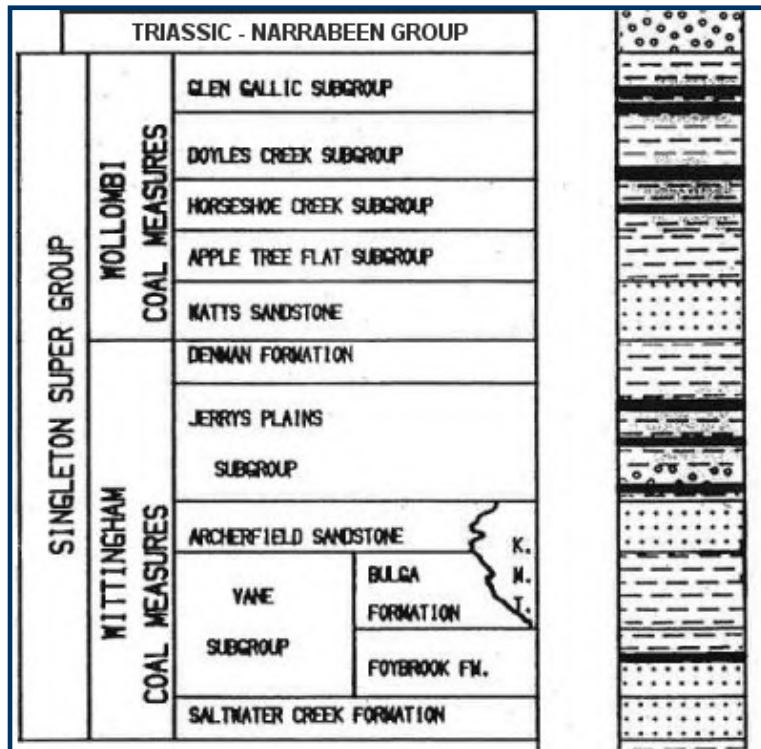 TRIASSIC - NARRABEEN GROUP
SINGLETON SUPER GROUP
WOLLOMBI
COAL MEASURES
GLEN GALLIC SUBGROUP
DOYLES CREEK SUBGROUP
HORSESHOE CREEK SUBGROUP
APPLE TREE FLAT SUBGROUP
WATTS SANDSTONE
WITTINGHAM
COAL MEASURES
DENMAN FORMATION
JERRYS PLAINS
SUBGROUP
ARCHERFIELD SANDSTONE
VANE
SUBGROUP
BULGA
FORMATION
K.
M.
T.
FOYBROOK FM.
SALTWATER CREEK FORMATION